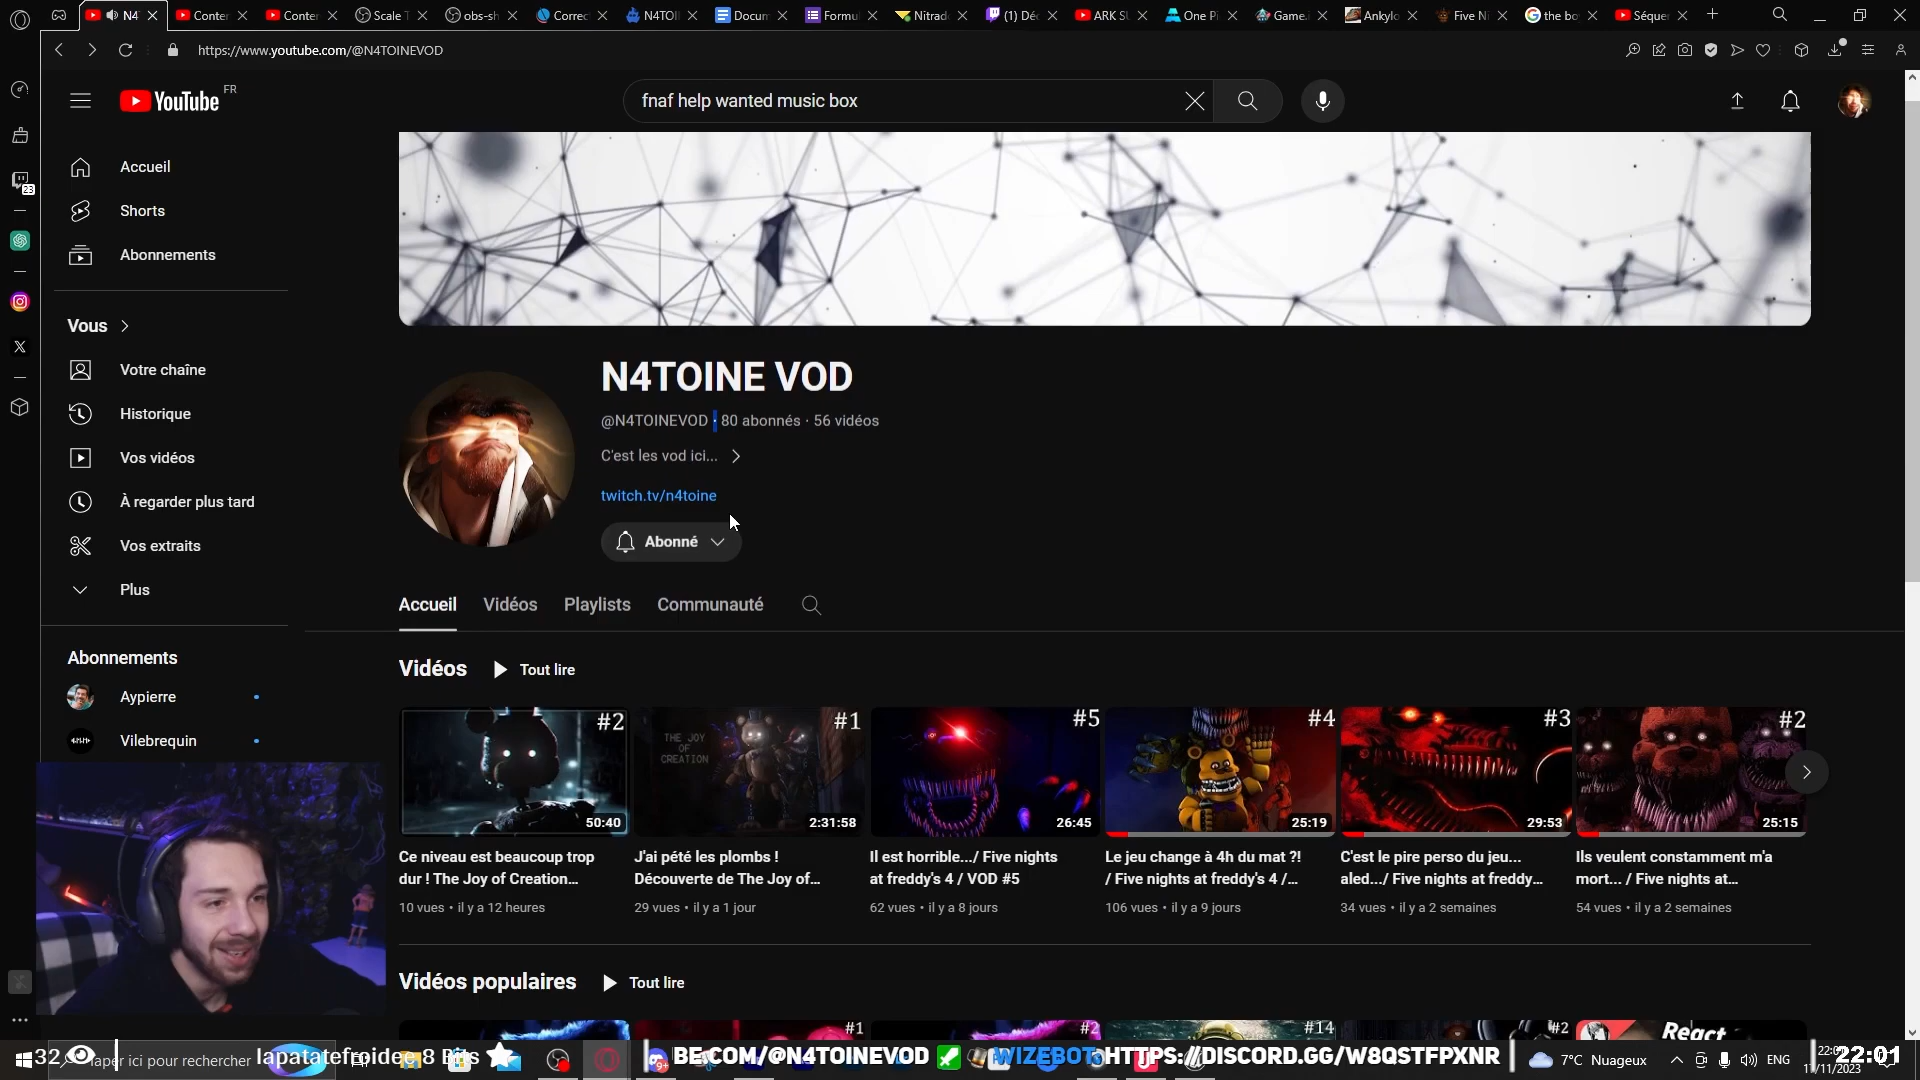 N4
Conter
Conter
Scale T
obs-sh
Correc
N4TOI
Docum
Formul
Nitrad
(1) Déc
ARK SU
One Pi
Game.i
Ankylo
Five Ni
the bo
Séquer
https://www.youtube.com/@N4TOINEVOD
YouTube FR
fnaf help wanted music box
Accueil
Shorts
23
Abonnements
Vous
Votre chaîne
Historique
Vos vidéos
À regarder plus tard
Vos extraits
Plus
Abonnements
Aypierre
Vilebrequin
N4TOINE VOD
@N4TOINEVOD · 80 abonnés · 56 vidéos
C'est les vod ici...
twitch.tv/n4toine
Abonné
Accueil Vidéos Playlists Communauté
Vidéos Tout lire
#2
50:40
Ce niveau est beaucoup trop
dur ! The Joy of Creation...
10 vues · il y a 12 heures
THE JOY
OF
CREATION
#1
2:31:58
J'ai pété les plombs !
Découverte de The Joy of...
29 vues · il y a 1 jour
#5
26:45
Il est horrible.../ Five nights
at freddy's 4 / VOD #5
62 vues · il y a 8 jours
#4
25:19
Le jeu change à 4h du mat ?!
/ Five nights at freddy's 4 /...
106 vues · il y a 9 jours
#3
29:53
C'est le pire perso du jeu...
aled.../ Five nights at freddy...
34 vues · il y a 2 semaines
#2
25:15
Ils veulent constamment m'a
mort... / Five nights at...
54 vues · il y a 2 semaines
Vidéos populaires Tout lire
#1
#2
#14
#2
React
32
Taper ici pour rechercher
lapatatefroidee 8 Bits
BE.COM/@N4TOINEVOD
WIZEBOT HTTPS://DISCORD.GG/W8QSTFPXNR
7°C Nuageux
ENG
22:01